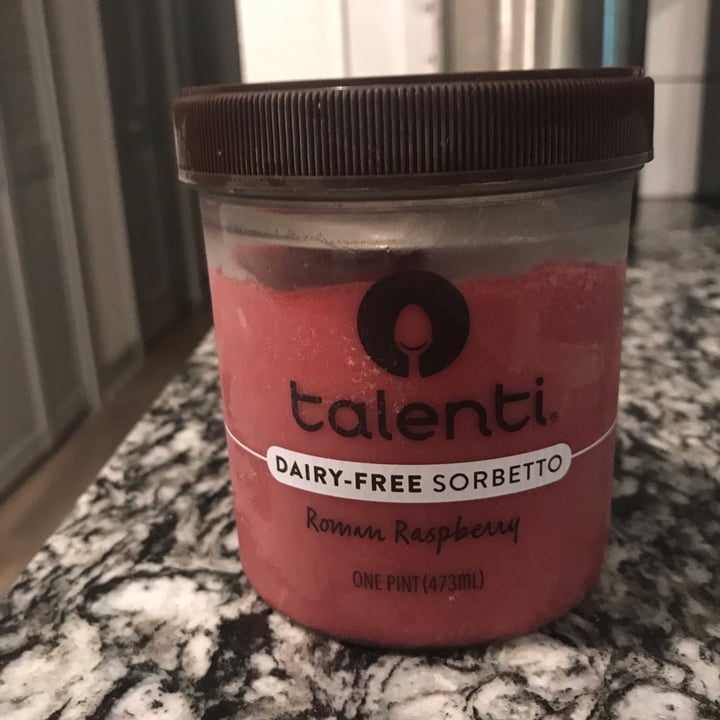 talenti®
DAIRY-FREE SORBETTO
Roman Raspberry
ONE PINT (473mL)